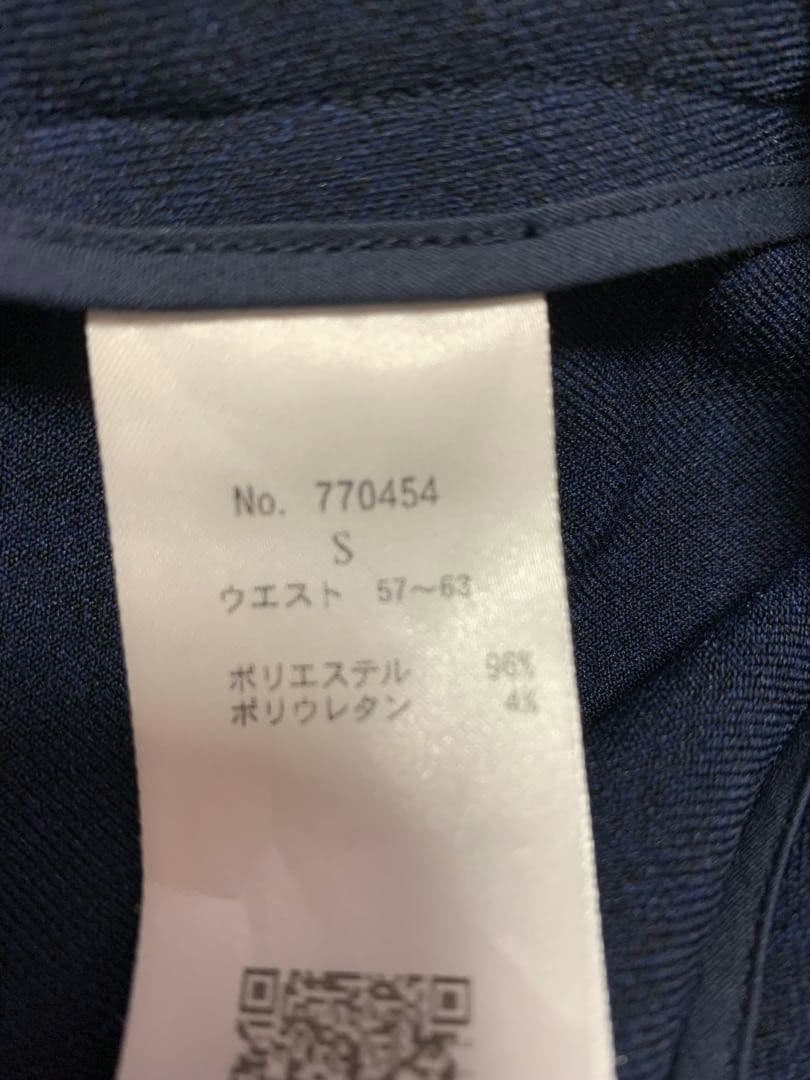 No. 770454
S
ウエスト 57～63
ポリエステル 96%
ポリウレタン 4%